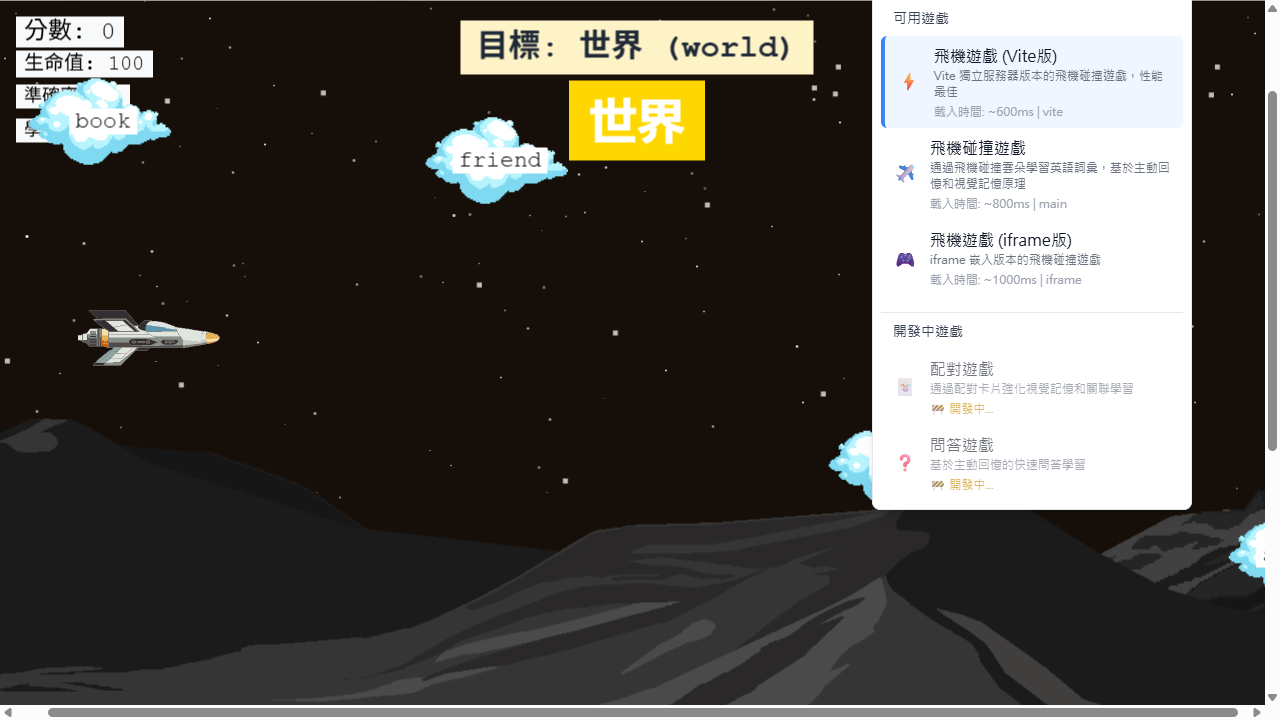 分數: 0
生命值: 100
book
目標: 世界 (world)
世界
friend
可用遊戲
飛機遊戲 (Vite版)
Vite 獨立服務器版本的飛機碰撞遊戲，性能
最佳
載入時間: ~600ms | vite
飛機碰撞遊戲
通過飛機碰撞雲朵學習英語詞彙，基於主動回
憶和視覺記憶原理
載入時間: ~800ms | main
飛機遊戲 (iframe版)
iframe 嵌入版本的飛機碰撞遊戲
載入時間: ~1000ms | iframe
開發中遊戲
配對遊戲
通過配對卡片強化視覺記憶和關聯學習
開發中...
問答遊戲
基於主動回憶的快速問答學習
開發中...